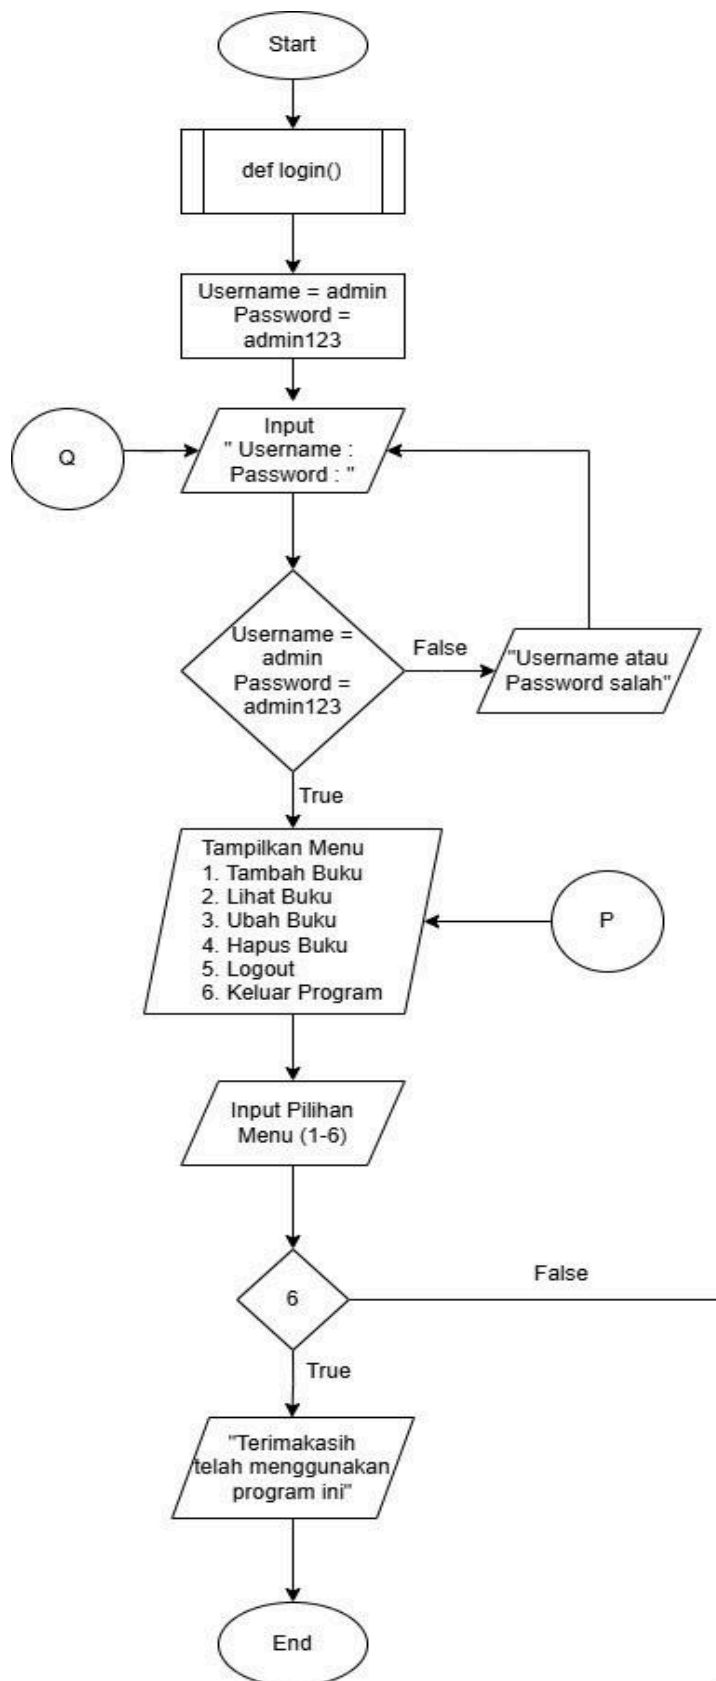 Start
def login()
Username = admin
Password =
admin123
Input
" Username :
Password : "
Q
Username =
admin
Password =
admin123
False
"Username atau
Password salah"
True
Tampilkan Menu
1. Tambah Buku
2. Lihat Buku
3. Ubah Buku
4. Hapus Buku
5. Logout
6. Keluar Program
P
Input Pilihan
Menu (1-6)
6
False
True
"Terimakasih
telah menggunakan
program ini"
End